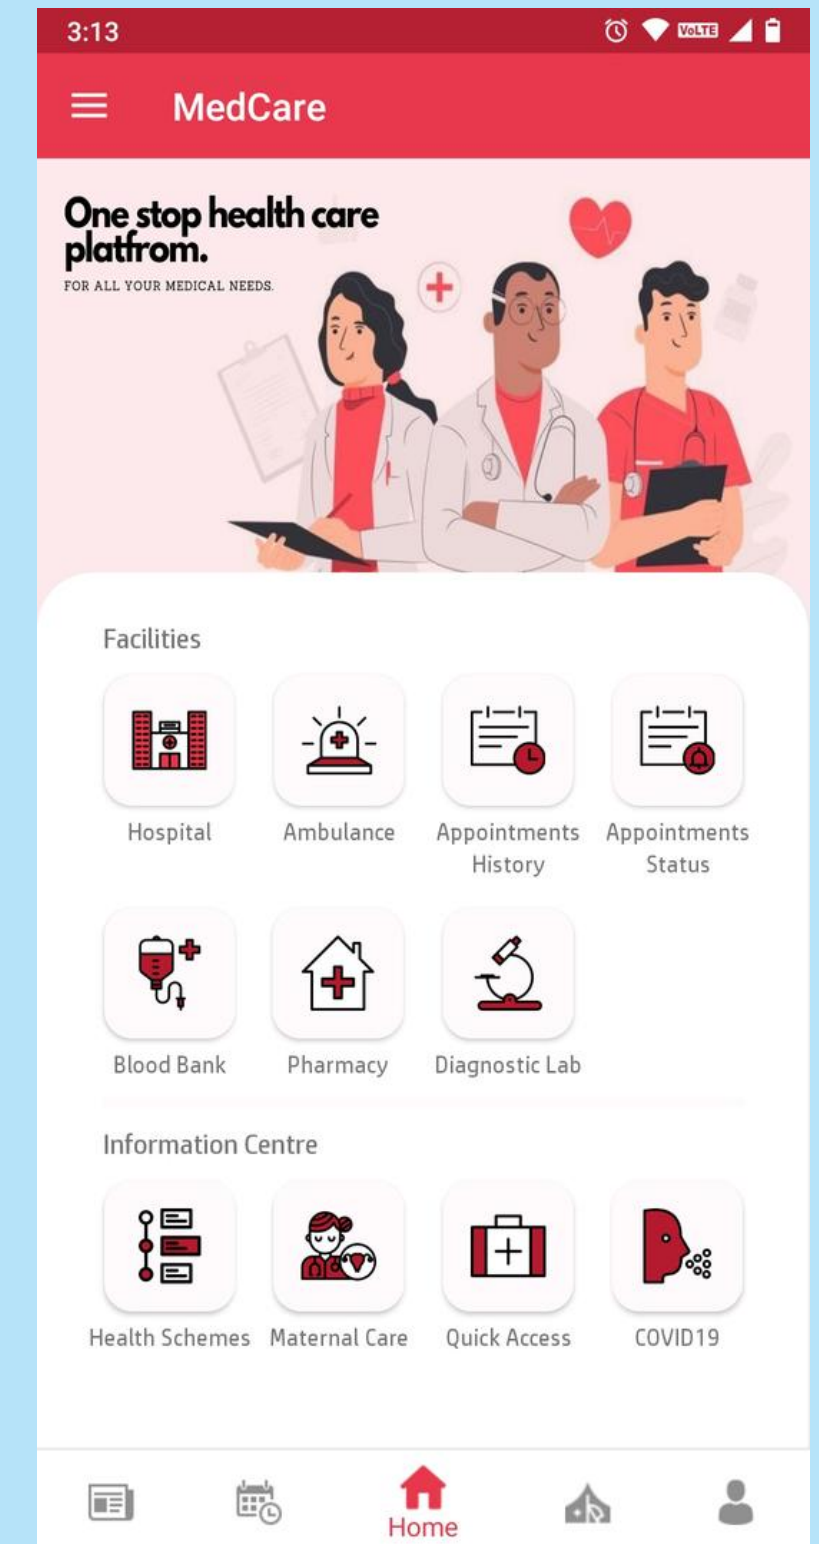 3:13
VoLTE
MedCare
One stop health care
platfrom.
FOR ALL YOUR MEDICAL NEEDS.
Facilities
Hospital
Ambulance
Appointments
History
Appointments
Status
Blood Bank
Pharmacy
Diagnostic Lab
Information Centre
Health Schemes
Maternal Care
Quick Access
COVID19
Home